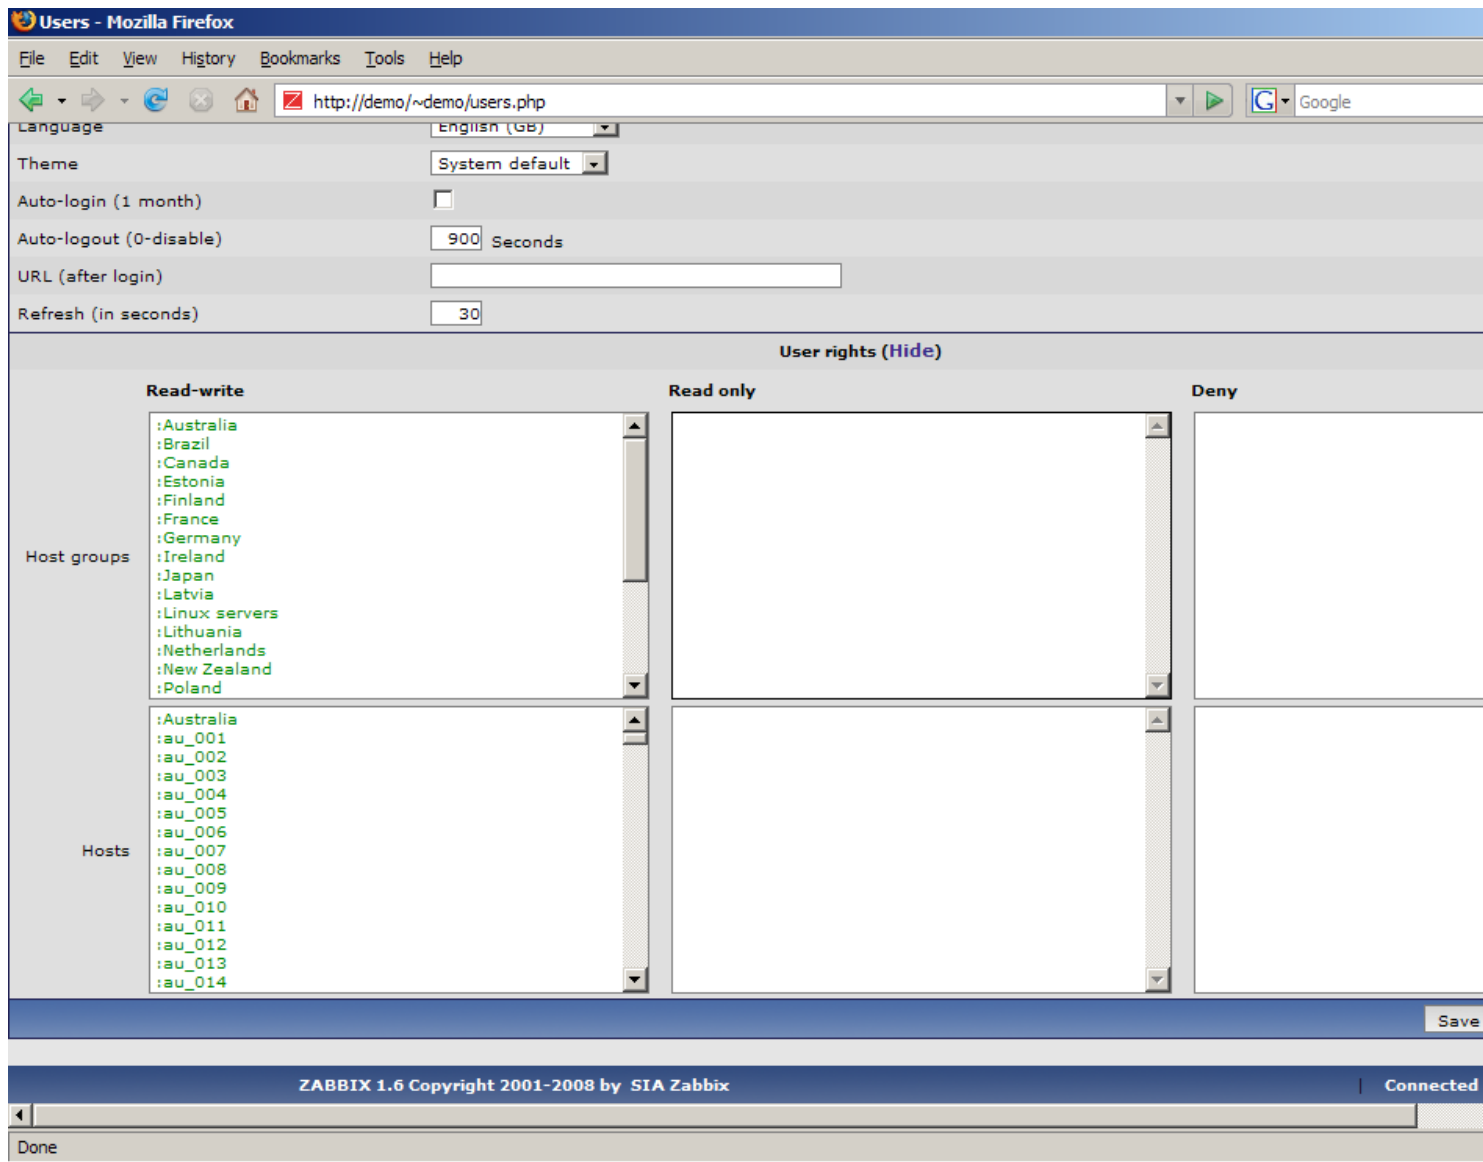 Users - Mozilla Firefox
File Edit View History Bookmarks Tools Help
http://demo/~demo/users.php Google
Language English (GB)
Theme System default
Auto-login (1 month)
Auto-logout (0-disable) 900 Seconds
URL (after login)
Refresh (in seconds) 30
User rights (Hide)
Read-write Read only Deny
Host groups
:Australia
:Brazil
:Canada
:Estonia
:Finland
:France
:Germany
:Ireland
:Japan
:Latvia
:Linux servers
:Lithuania
:Netherlands
:New Zealand
:Poland
Hosts
:Australia
:au_001
:au_002
:au_003
:au_004
:au_005
:au_006
:au_007
:au_008
:au_009
:au_010
:au_011
:au_012
:au_013
:au_014
Save
ZABBIX 1.6 Copyright 2001-2008 by SIA Zabbix | Connected
Done